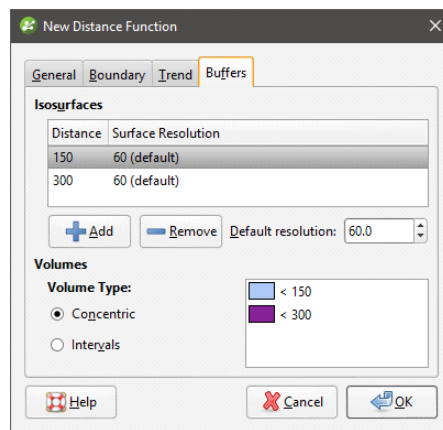 New Distance Function
General Boundary Trend Buffers
Isosurfaces
Distance Surface Resolution
150 60 (default)
300 60 (default)
Add Remove Default resolution: 60.0
Volumes
Volume Type:
Concentric
Intervals
< 150
< 300
Help Cancel OK